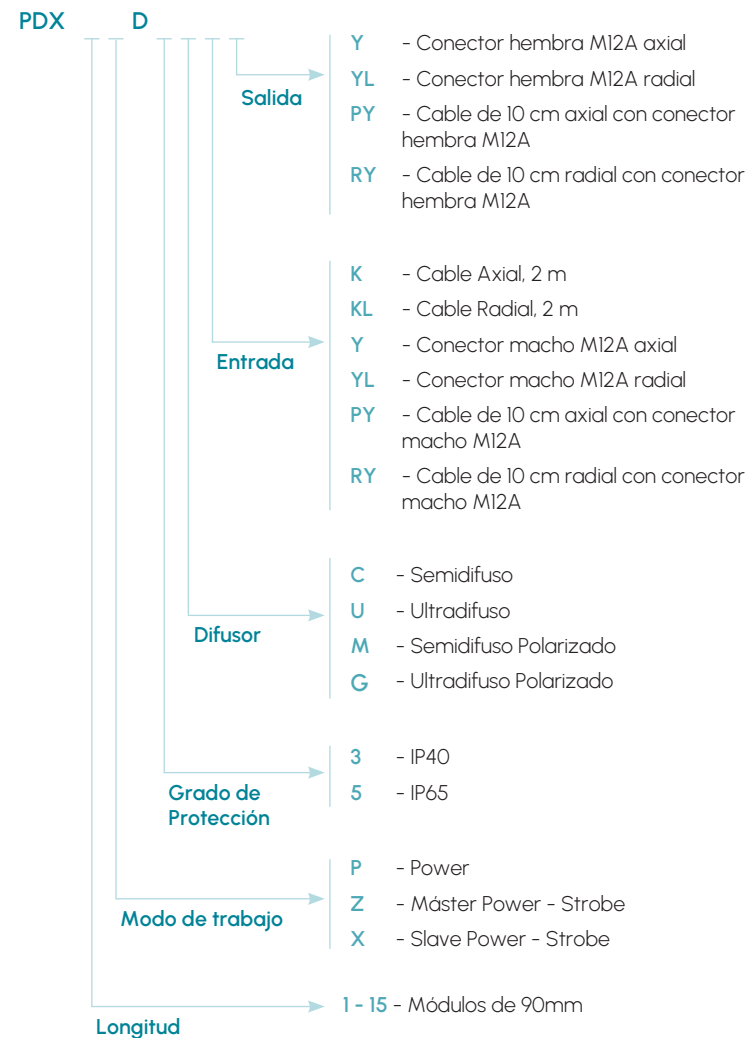 PDX D
Y - Conector hembra M12A axial
YL - Conector hembra M12A radial
Salida
PY - Cable de 10 cm axial con conector
hembra M12A
RY - Cable de 10 cm radial con conector
hembra M12A
K - Cable Axial, 2 m
KL - Cable Radial, 2 m
Y - Conector macho M12A axial
Entrada
YL - Conector macho M12A radial
PY - Cable de 10 cm axial con conector
macho M12A
RY - Cable de 10 cm radial con conector
macho M12A
C - Semidifuso
U - Ultradifuso
Difusor
M - Semidifuso Polarizado
G - Ultradifuso Polarizado
3 - IP40
5 - IP65
Grado de
Protección
P - Power
Z - Máster Power - Strobe
Modo de trabajo
X - Slave Power - Strobe
1 - 15 - Módulos de 90mm
Longitud